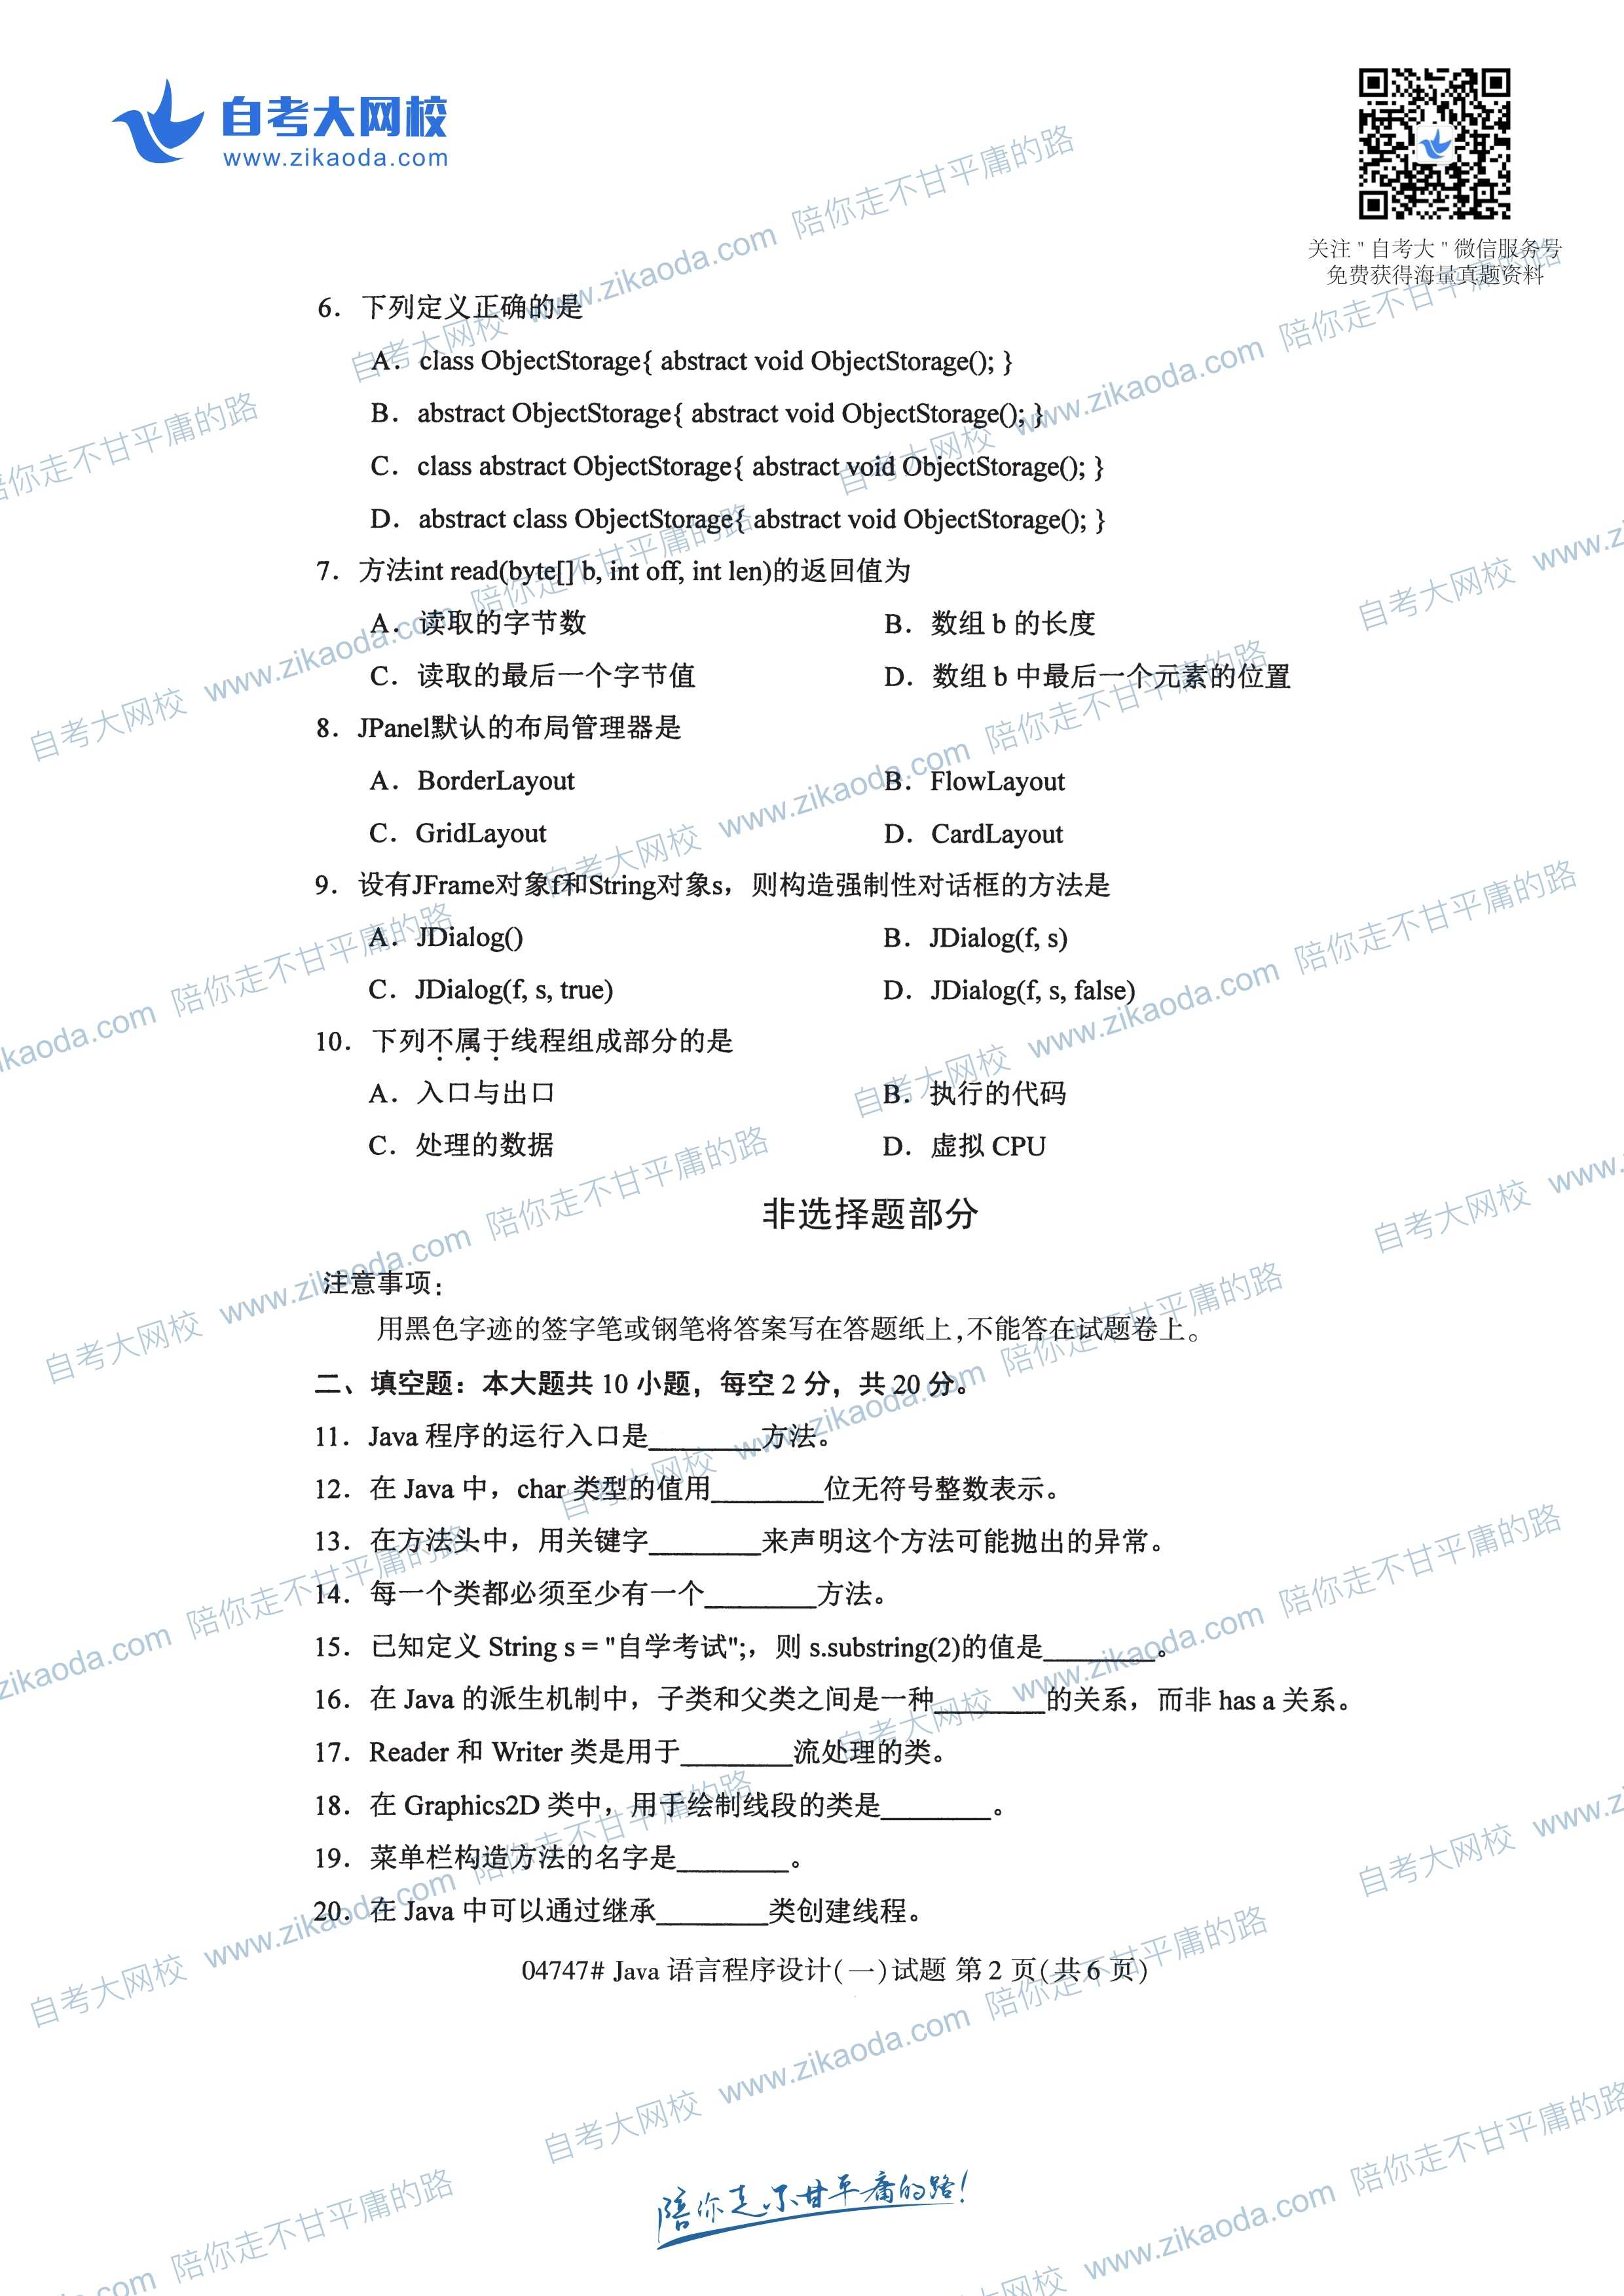 自考大网校
www.zikaoda.com
关注 " 自考大 " 微信服务号
免费获得海量真题资料
6. 下列定义正确的是
A. class ObjectStorage{ abstract void ObjectStorage(); }
B. abstract ObjectStorage{ abstract void ObjectStorage(); }
C. class abstract ObjectStorage{ abstract void ObjectStorage(); }
D. abstract class ObjectStorage{ abstract void ObjectStorage(); }
7. 方法int read(byte[] b, int off, int len)的返回值为
A. 读取的字节数 B. 数组 b 的长度
C. 读取的最后一个字节值 D. 数组 b 中最后一个元素的位置
8. JPanel默认的布局管理器是
A. BorderLayout B. FlowLayout
C. GridLayout D. CardLayout
9. 设有JFrame对象f和String对象s，则构造强制性对话框的方法是
A. JDialog() B. JDialog(f, s)
C. JDialog(f, s, true) D. JDialog(f, s, false)
10. 下列不属于线程组成部分的是
A. 入口与出口 B. 执行的代码
C. 处理的数据 D. 虚拟 CPU
非选择题部分
注意事项：
用黑色字迹的签字笔或钢笔将答案写在答题纸上，不能答在试题卷上。
二、填空题：本大题共 10 小题，每空 2 分，共 20 分。
11. Java 程序的运行入口是________方法。
12. 在 Java 中，char 类型的值用________位无符号整数表示。
13. 在方法头中，用关键字________来声明这个方法可能抛出的异常。
14. 每一个类都必须至少有一个________方法。
15. 已知定义 String s = "自学考试";，则 s.substring(2)的值是________。
16. 在 Java 的派生机制中，子类和父类之间是一种________的关系，而非 has a 关系。
17. Reader 和 Writer 类是用于________流处理的类。
18. 在 Graphics2D 类中，用于绘制线段的类是________。
19. 菜单栏构造方法的名字是________。
20. 在 Java 中可以通过继承________类创建线程。
04747# Java 语言程序设计(一)试题 第 2 页(共 6 页)
陪你走不甘平庸的路！